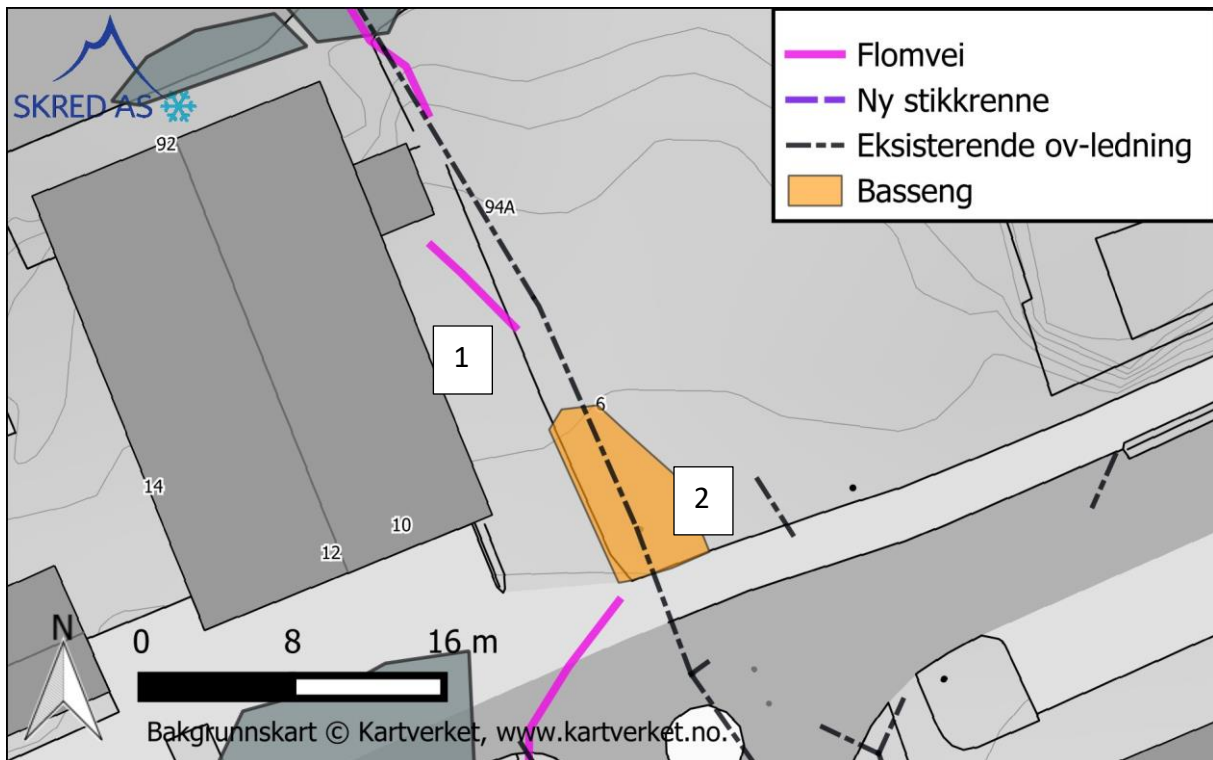 SKRED AS
Flomvei
Ny stikkrenne
Eksisterende ov-ledning
Basseng
92
94A
1
6
2
14
10
12
N
0 8 16 m
Bakgrunnskart © Kartverket, www.kartverket.no.